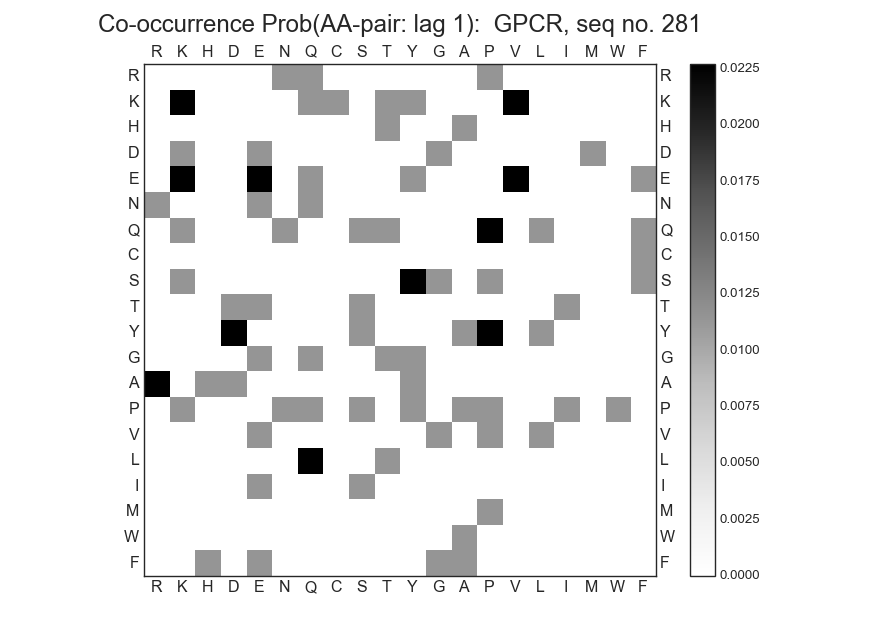 Co-occurrence Prob(AA-pair: lag 1):  GPCR, seq no. 281
R K H D E N Q C S T Y G A P V L I M W F
R R 0.0225
K K
H H 0.0200
D D
E E 0.0175
N N
Q Q 0.0150
C C
S S 0.0125
T T
Y Y 0.0100
G G
A A 0.0075
P P
V V 0.0050
L L
I I
M M 0.0025
W W
F F 0.0000
R K H D E N Q C S T Y G A P V L I M W F